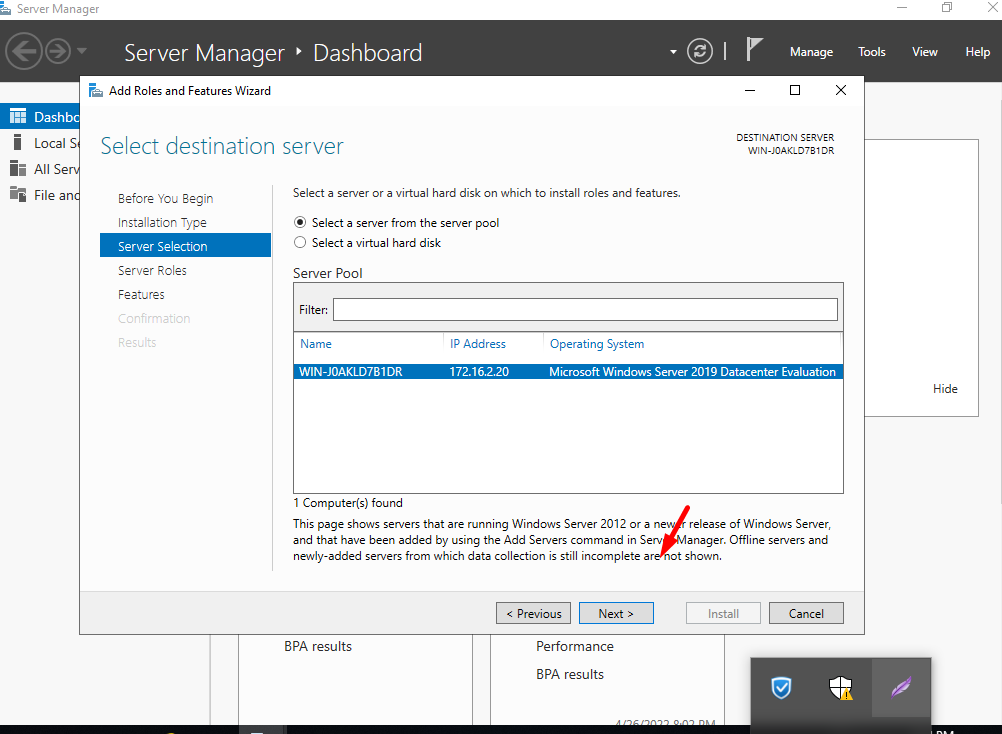 Server Manager
Server Manager ‣ Dashboard
Manage Tools View Help
Add Roles and Features Wizard
Dashbo
Local Se
All Serv
File and
Select destination server
DESTINATION SERVER
WIN-J0AKLD7B1DR
Before You Begin
Installation Type
Server Selection
Server Roles
Features
Confirmation
Results
Select a server or a virtual hard disk on which to install roles and features.
Select a server from the server pool
Select a virtual hard disk
Server Pool
Filter:
Name IP Address Operating System
WIN-J0AKLD7B1DR 172.16.2.20 Microsoft Windows Server 2019 Datacenter Evaluation
1 Computer(s) found
This page shows servers that are running Windows Server 2012 or a newer release of Windows Server,
and that have been added by using the Add Servers command in Server Manager. Offline servers and
newly-added servers from which data collection is still incomplete are not shown.
< Previous Next > Install Cancel
Hide
BPA results
Performance
BPA results
4/26/2022 8:02 PM
PM